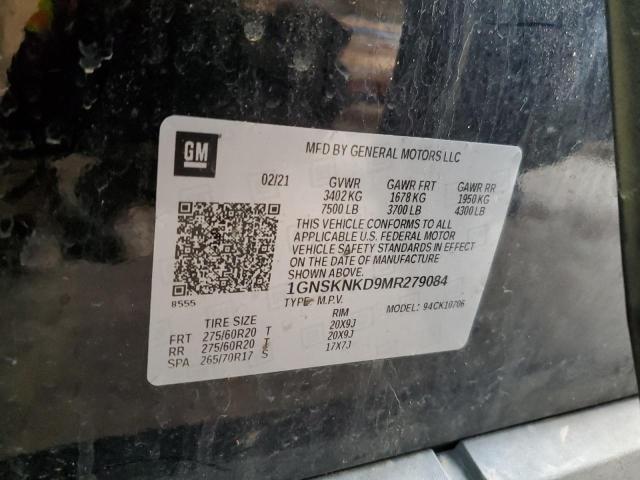 GM
MFD BY GENERAL MOTORS LLC
02/21 GVWR GAWR FRT GAWR RR
3402 KG 1678 KG 1950 KG
7500 LB 3700 LB 4300 LB
THIS VEHICLE CONFORMS TO ALL
APPLICABLE U.S. FEDERAL MOTOR
VEHICLE SAFETY STANDARDS IN EFFECT
ON THE DATE OF MANUFACTURE
SHOWN ABOVE.
8555 1GNSKNKD9MR279084
TYPE: M.P.V. MODEL: 94CK10706
TIRE SIZE RIM
FRT 275/60R20 T 20X9J
RR 275/60R20 T 20X9J
SPA 265/70R17 S 17X7J